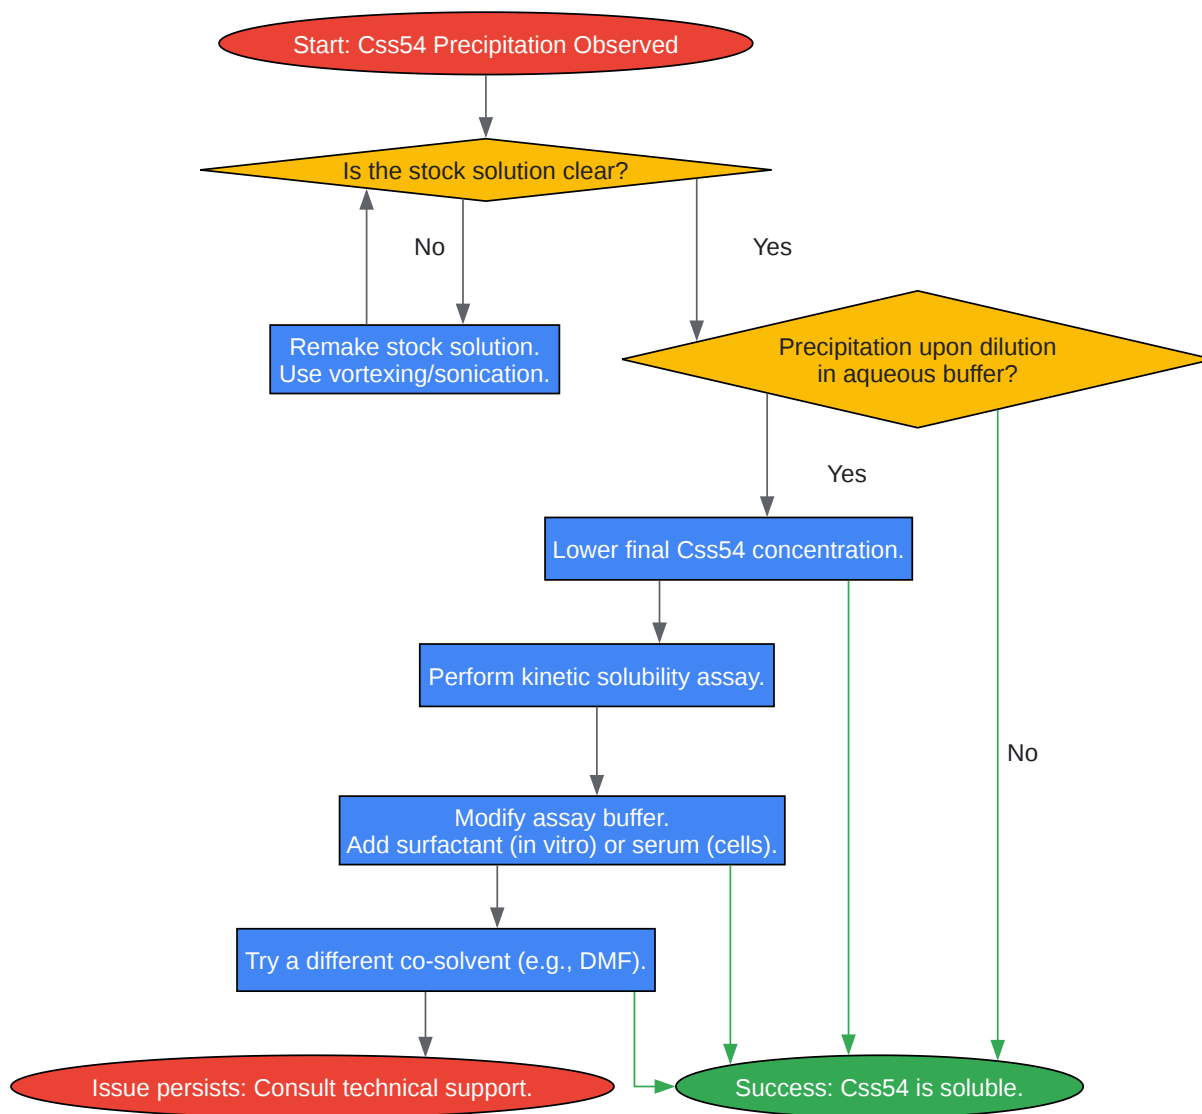 Start: Css54 Precipitation Observed
Is the stock solution clear?
No
Yes
Remake stock solution.
Use vortexing/sonication.
Precipitation upon dilution
in aqueous buffer?
Yes
Lower final Css54 concentration.
Perform kinetic solubility assay.
No
Modify assay buffer.
Add surfactant (in vitro) or serum (cells).
Try a different co-solvent (e.g., DMF).
Issue persists: Consult technical support.
Success: Css54 is soluble.